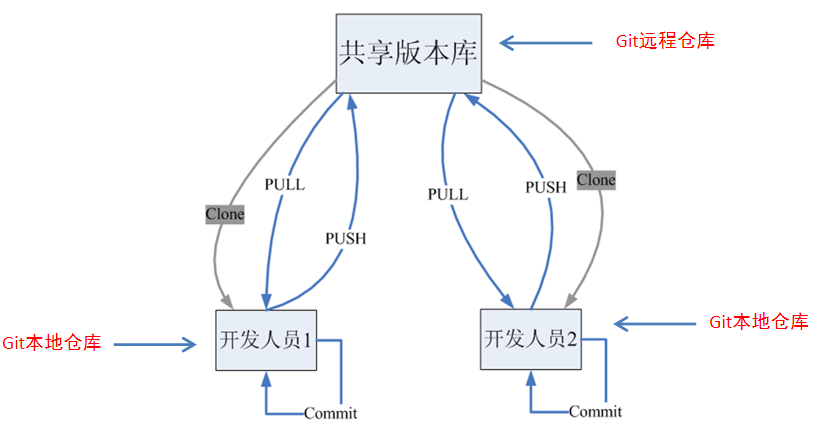 共享版本库
Git远程仓库
PULL
Clone
PUSH
PULL
PUSH
Clone
Git本地仓库
开发人员1
Commit
开发人员2
Git本地仓库
Commit